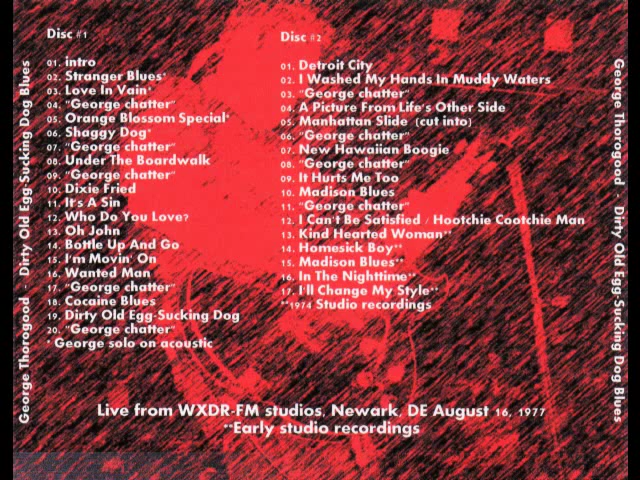 George Thorogood - Dirty Old Egg-Sucking Dog Blues
Disc #1
01. intro
02. Stranger Blues*
03. Love In Vain*
04. "George chatter"
05. Orange Blossom Special*
06. Shaggy Dog*
07. "George chatter"
08. Under The Boardwalk
09. "George chatter"
10. Dixie Fried
11. It's A Sin
12. Who Do You Love?
13. Oh John
14. Bottle Up And Go
15. I'm Movin' On
16. Wanted Man
17. "George chatter"
18. Cocaine Blues
19. Dirty Old Egg-Sucking Dog
20. "George chatter"
* George solo on acoustic
Disc #2
01. Detroit City
02. I Washed My Hands In Muddy Waters
03. "George chatter"
04. A Picture From Life's Other Side
05. Manhattan Slide (cut into)
06. "George chatter"
07. New Hawaiian Boogie
08. "George chatter"
09. It Hurts Me Too
10. Madison Blues
11. "George chatter"
12. I Can't Be Satisfied / Hootchie Cootchie Man
13. Kind Hearted Woman**
14. Homesick Boy**
15. Madison Blues**
16. In The Nighttime**
17. I'll Change My Style**
**1974 Studio recordings
Live from WXDR-FM studios, Newark, DE August 16, 1977
**Early studio recordings
George Thorogood Dirty Old Egg-Sucking Dog Blues